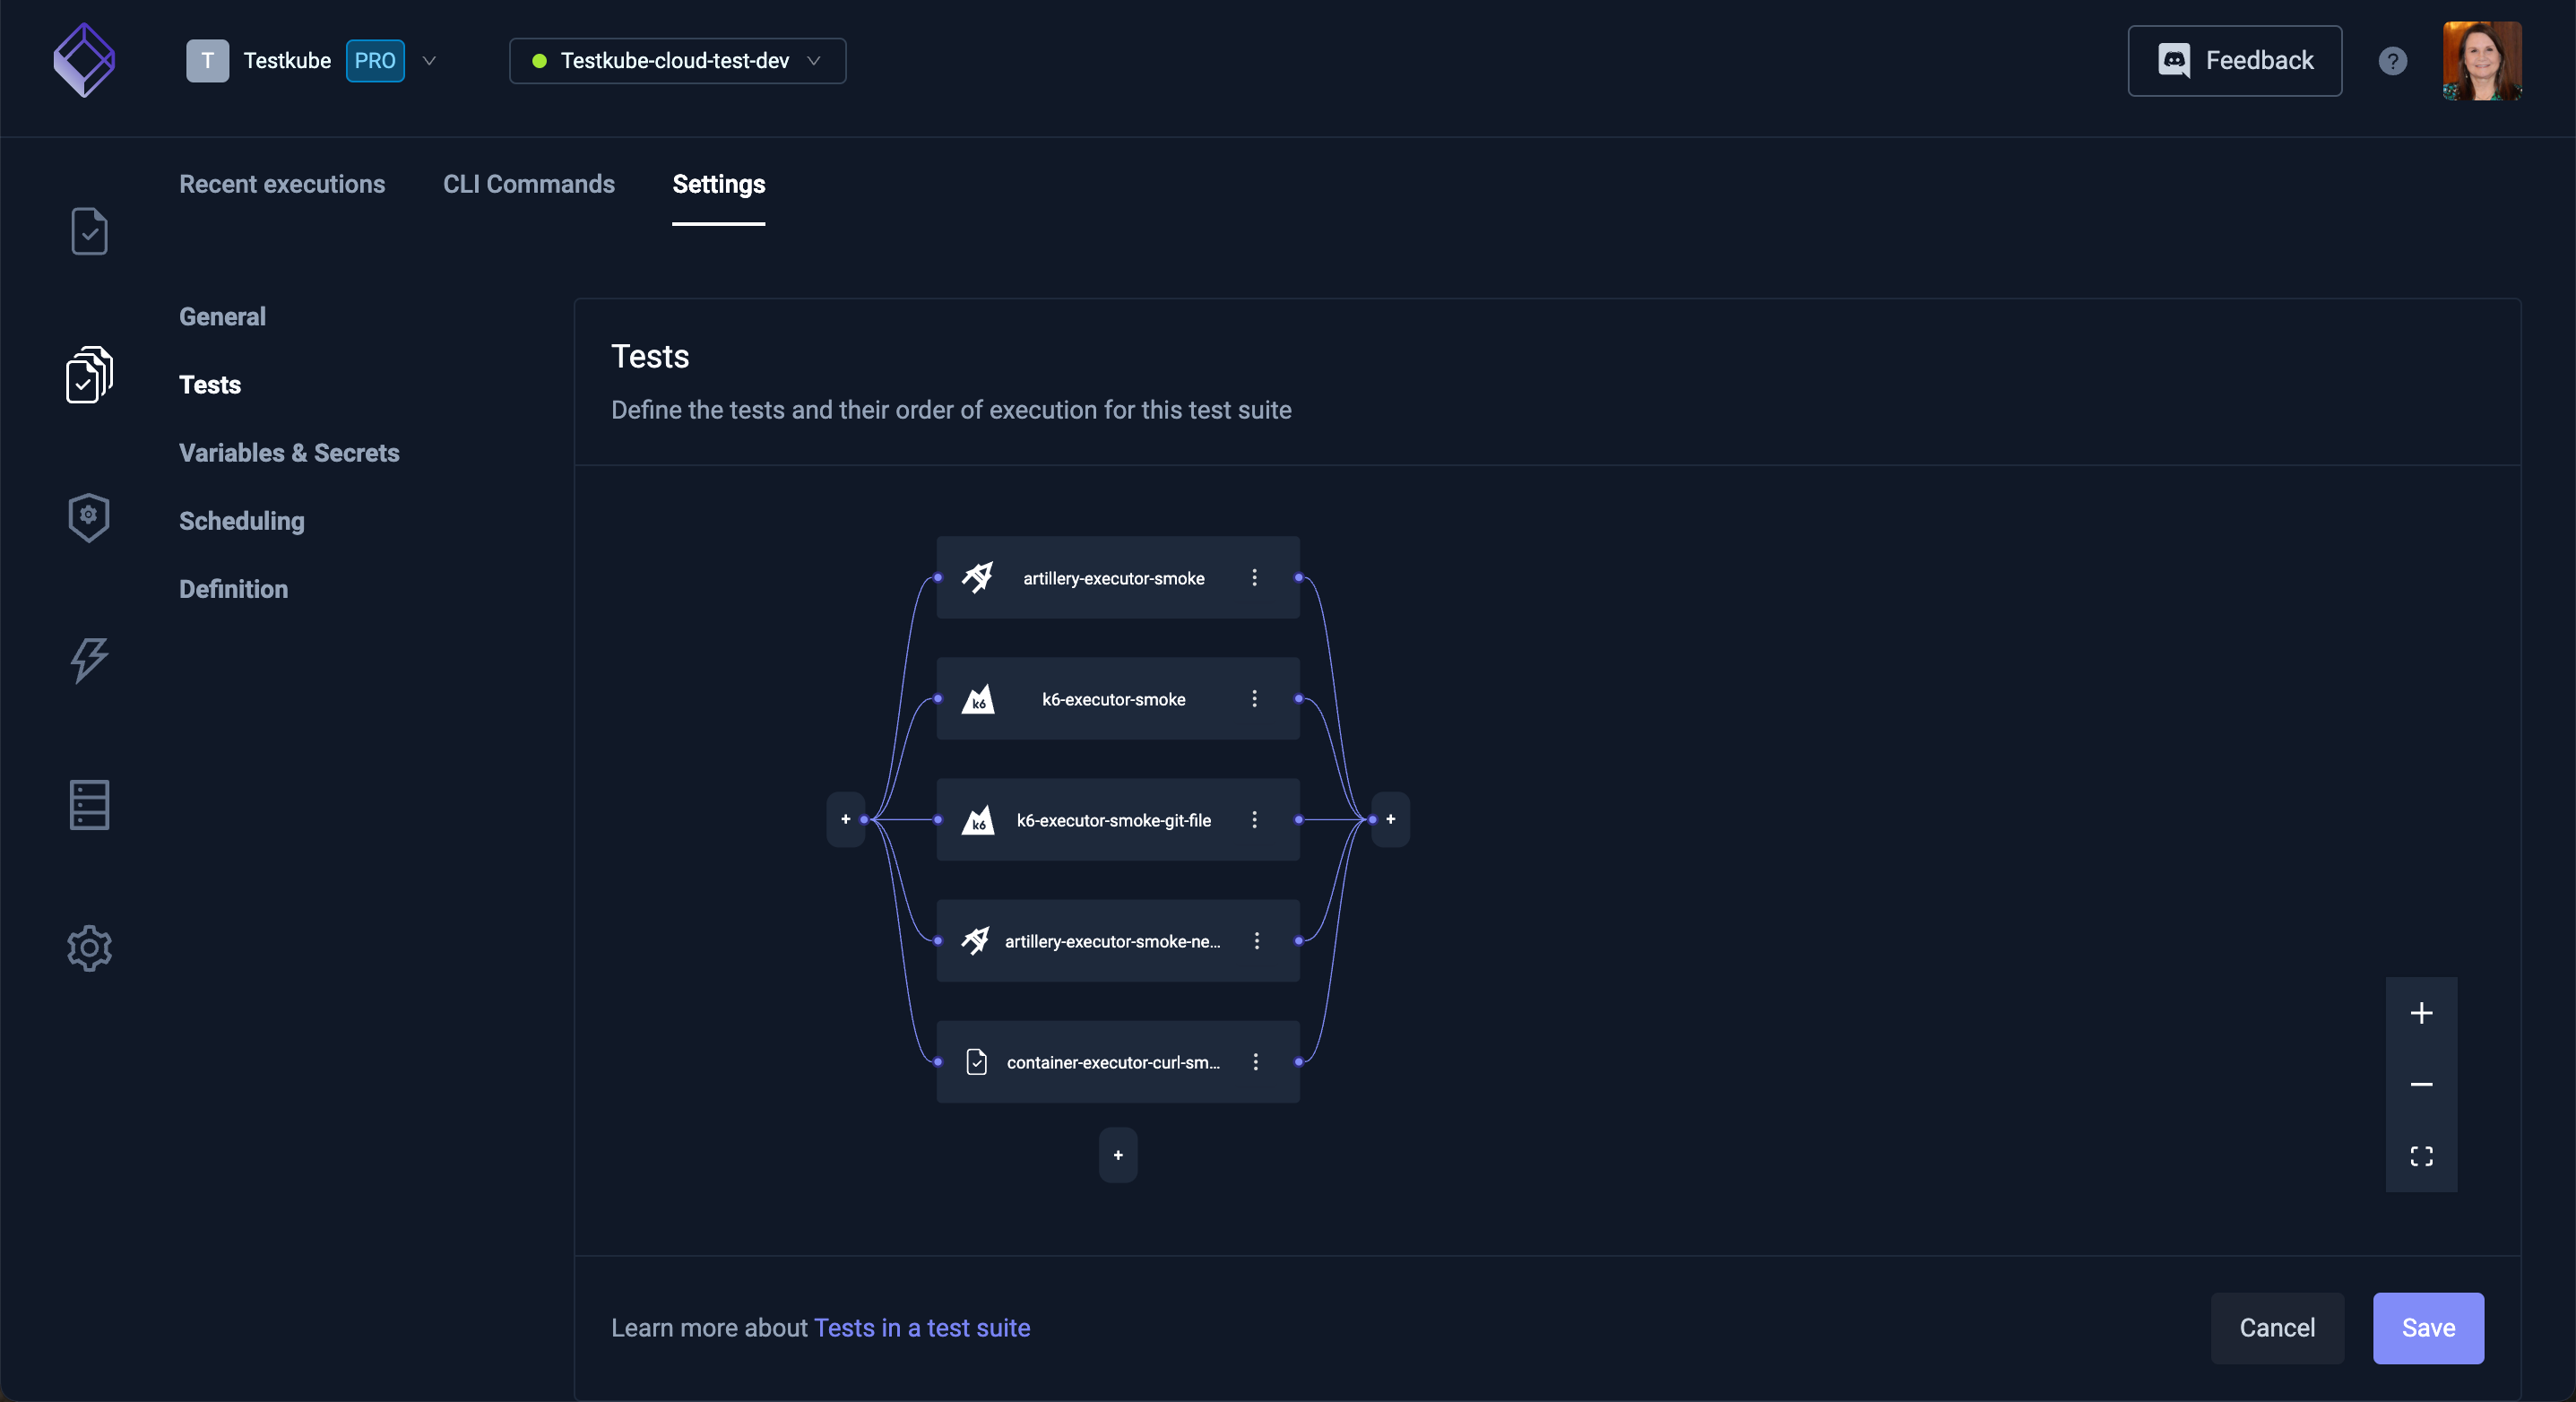 T Testkube PRO Testkube-cloud-test-dev Feedback ?
Recent executions CLI Commands Settings
General
Tests
Variables & Secrets
Scheduling
Definition
Tests
Define the tests and their order of execution for this test suite
artillery-executor-smoke
k6 k6-executor-smoke
+ k6 k6-executor-smoke-git-file +
artillery-executor-smoke-ne...
container-executor-curl-sm...
+
Learn more about Tests in a test suite
Cancel Save